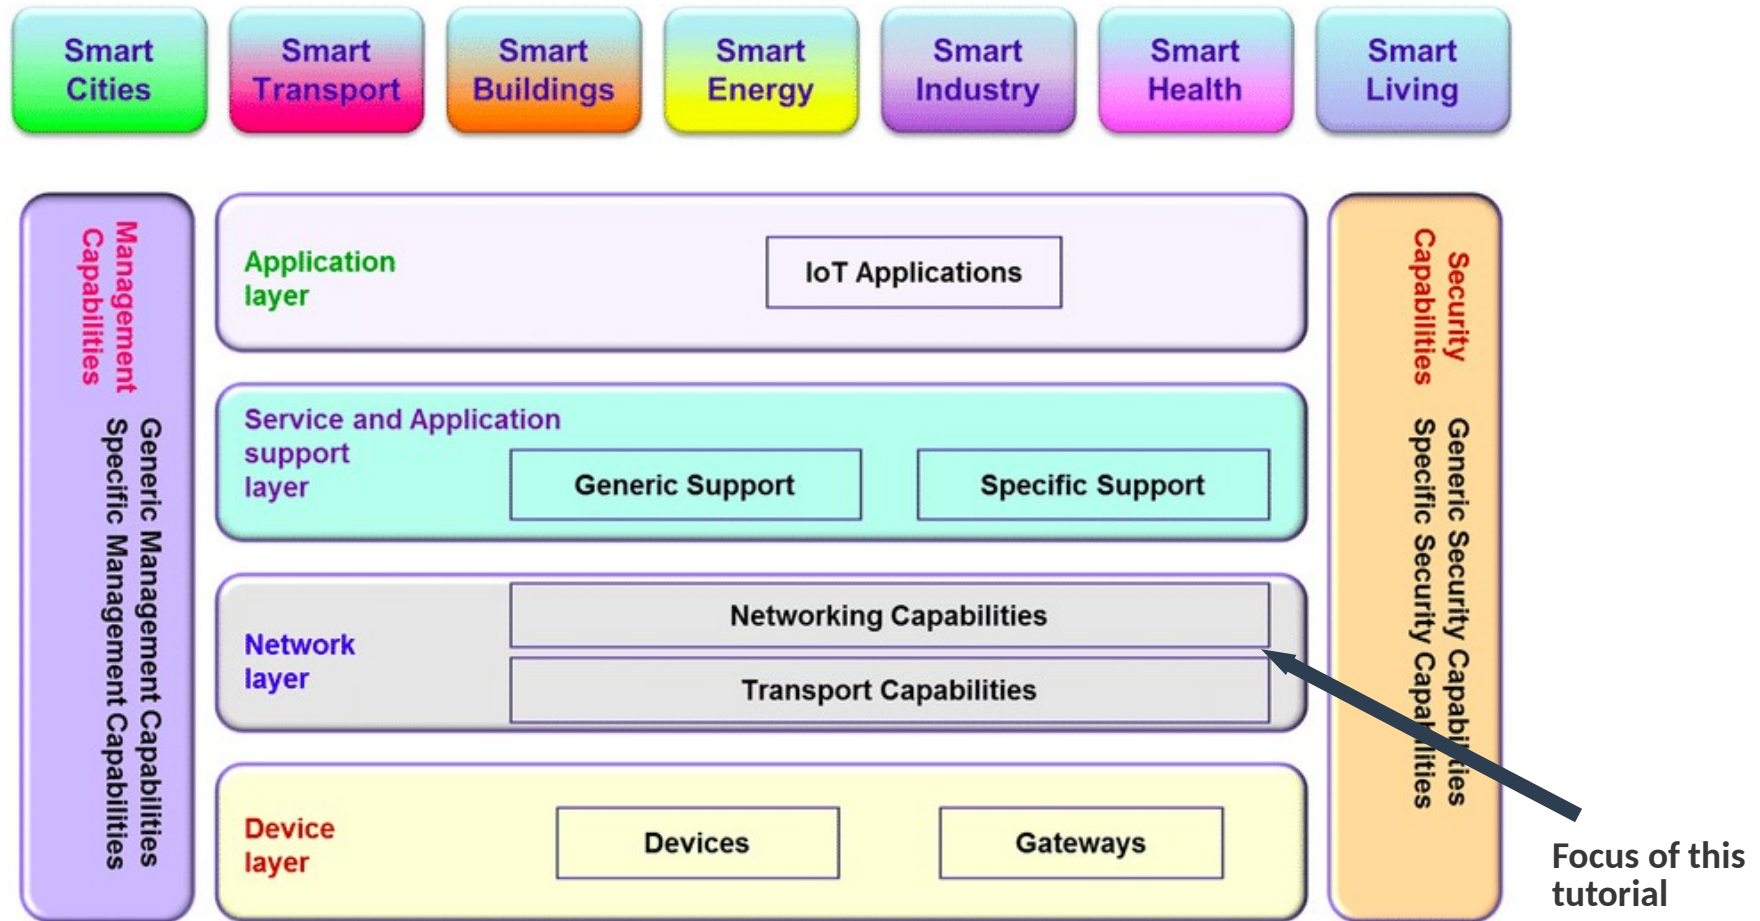 Smart
Cities
Smart
Transport
Smart
Buildings
Smart
Energy
Smart
Industry
Smart
Health
Smart
Living
Management
Capabilities
Generic Management Capabilities
Specific Management Capabilities
Application
layer
IoT Applications
Service and Application
support
layer
Generic Support
Specific Support
Network
layer
Networking Capabilities
Transport Capabilities
Device
layer
Devices
Gateways
Security
Capabilities
Generic Security Capabilities
Specific Security Capabilities
Focus of this
tutorial